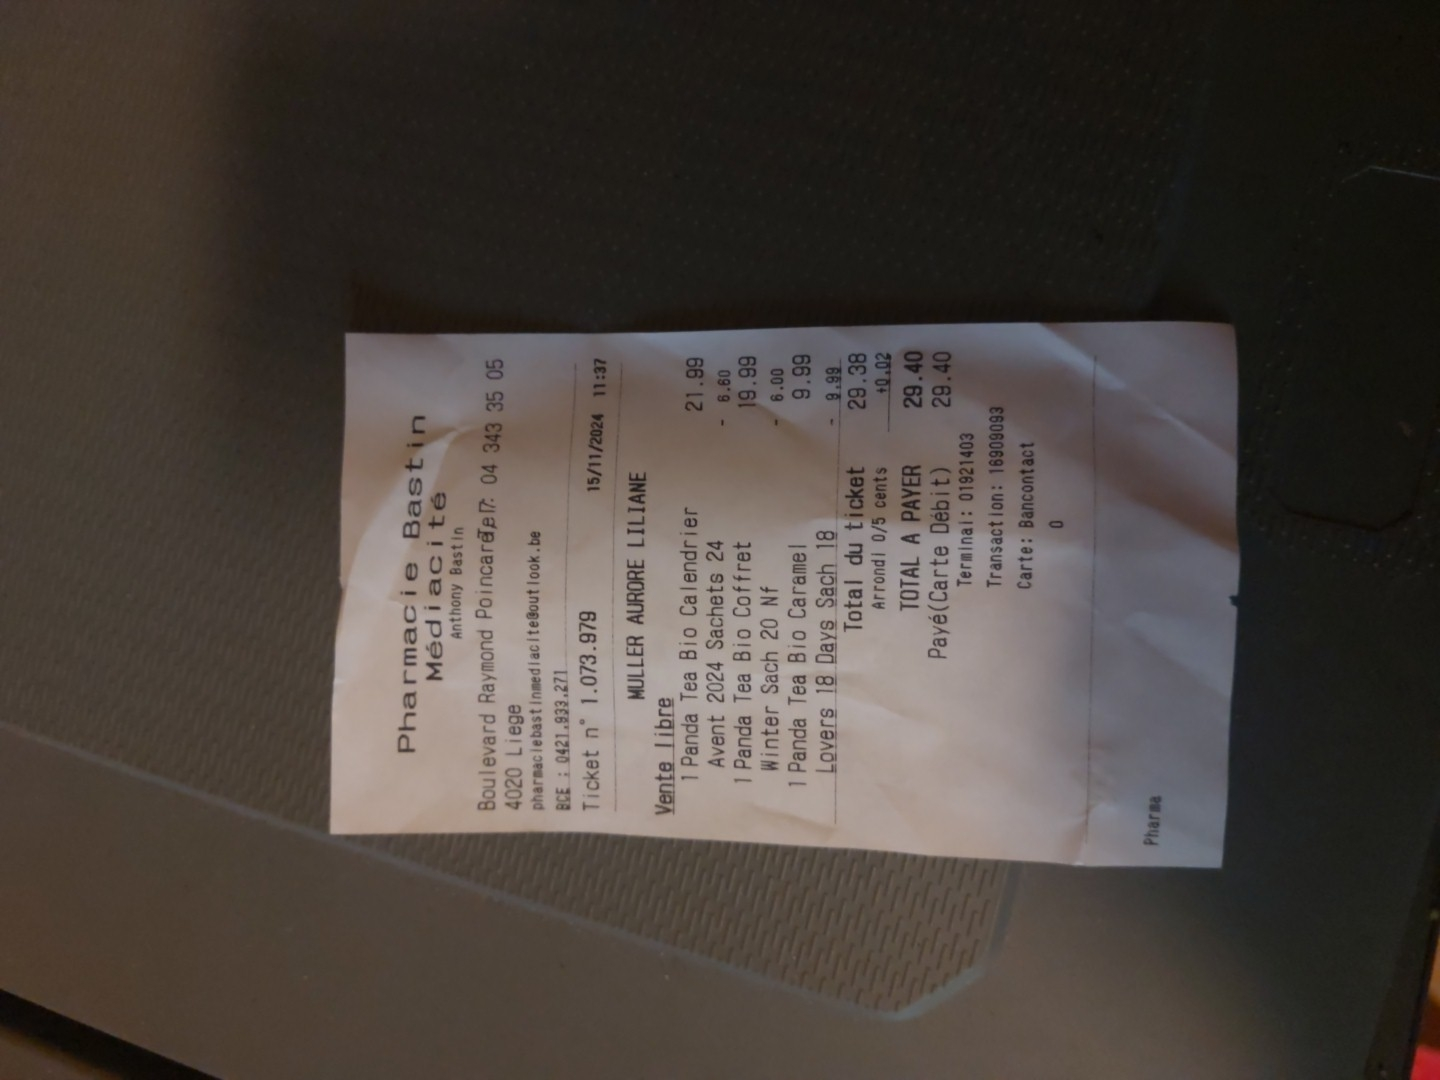 Pharmacie Bastin
Médiacité
Anthony Bastin
Boulevard Raymond Poincaré, 7: 04 343 35 05
4020 Liege
pharmaciebastinmediacite@outlook.be
BCE : 0421.933.271
Ticket n° 1.073.979 15/11/2024 11:37
MULLER AURORE LILIANE
Vente libre
1 Panda Tea Bio Calendrier 21.99
Avent 2024 Sachets 24 - 6.60
1 Panda Tea Bio Coffret 19.99
Winter Sach 20 Nf - 6.00
1 Panda Tea Bio Caramel 9.99
Lovers 18 Days Sach 18 - 9.99
Total du ticket 29.38
Arrondi 0/5 cents +0.02
TOTAL A PAYER 29.40
Payé(Carte Débit) 29.40
Terminal: 01921403
Transaction: 16909093
Carte: Bancontact
0
Pharma